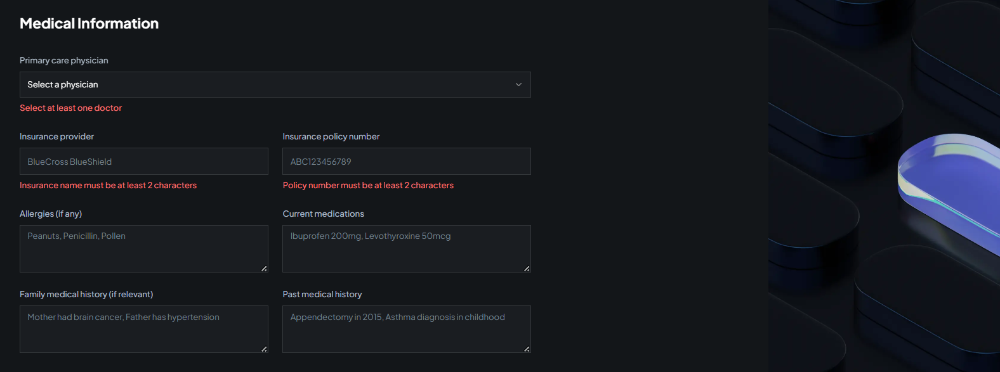 Medical Information
Primary care physician
Select a physician
Select at least one doctor
Insurance provider
BlueCross BlueShield
Insurance name must be at least 2 characters
Insurance policy number
ABC123456789
Policy number must be at least 2 characters
Allergies (if any)
Peanuts, Penicillin, Pollen
Current medications
Ibuprofen 200mg, Levothyroxine 50mcg
Family medical history (if relevant)
Mother had brain cancer, Father has hypertension
Past medical history
Appendectomy in 2015, Asthma diagnosis in childhood